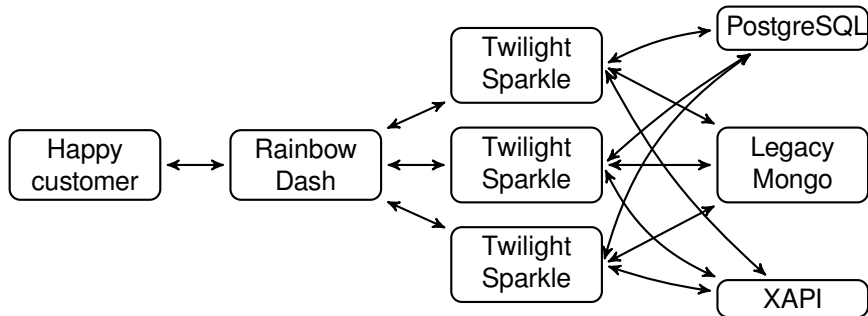 Happy
customer
Rainbow
Dash
Twilight
Sparkle
Twilight
Sparkle
Twilight
Sparkle
PostgreSQL
Legacy
Mongo
XAPI